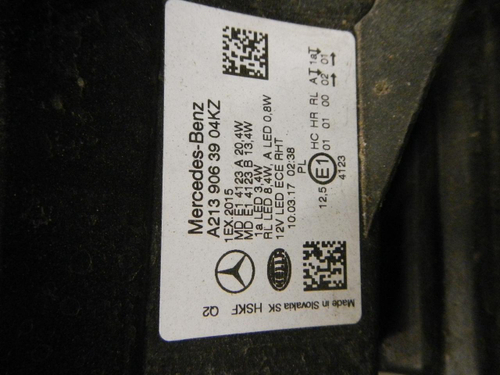 Mercedes-Benz
A213 906 39 04KZ
1EX.2015
MD E1 4123 A 20,4W
MD E1 4123 B 13,4W
1a LED 3,4W
RL LED 8,4W, A LED 0,8W
12V LED ECE RHT
10.03.17 02:38
PL
HC HR RL A 1a
01 01 00 02 01
12,5 E1
4123
Made in Slovakia SK HSKF Q2